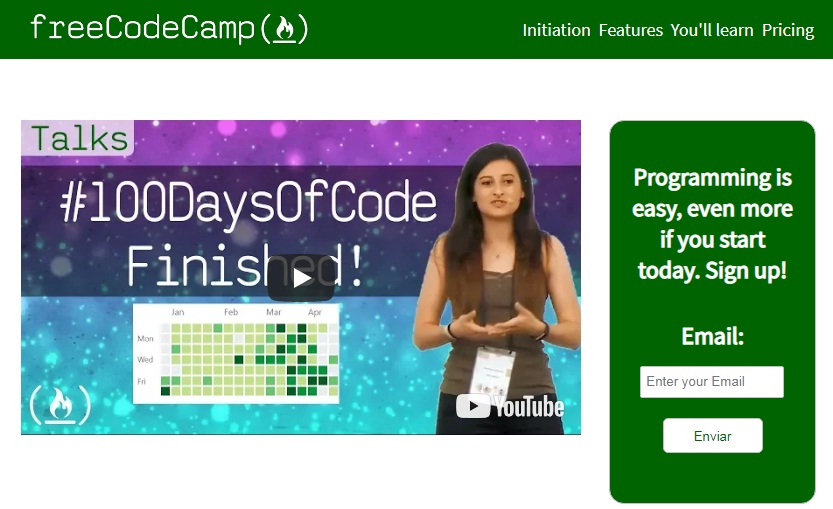 freeCodeCamp(🔥)
Initiation Features You'll learn Pricing
Talks
#100DaysOfCode
Finished!
Jan Feb Mar Apr
Mon
Wed
Fri
YouTube
Programming is
easy, even more
if you start
today. Sign up!
Email:
Enter your Email
Enviar